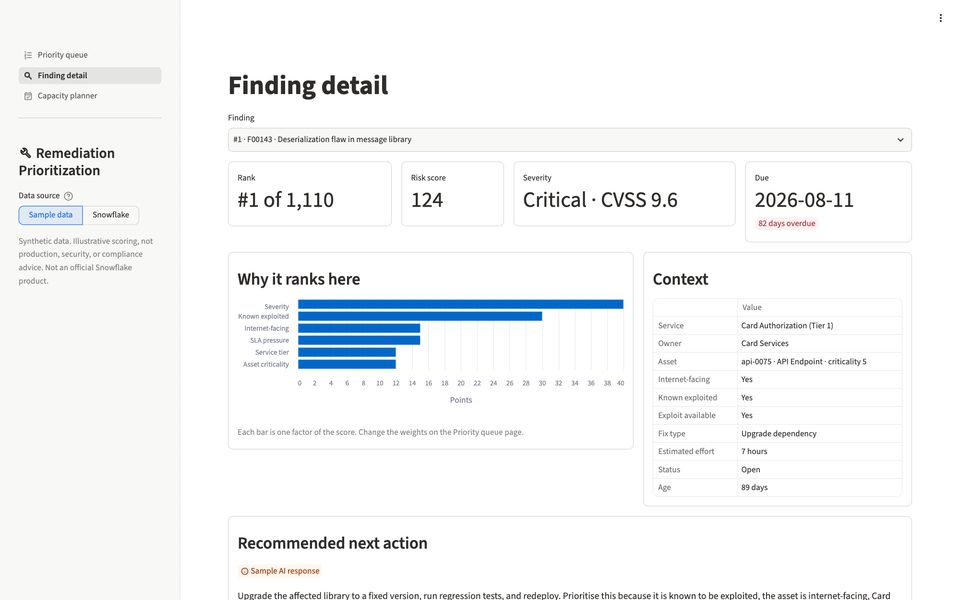 Priority queue
Finding detail
Capacity planner
Remediation
Prioritization
Data source ?
Sample data Snowflake
Synthetic data. Illustrative scoring, not
production, security, or compliance
advice. Not an official Snowflake
product.
Finding detail
Finding
#1 · F00143 · Deserialization flaw in message library
Rank
#1 of 1,110
Risk score
124
Severity
Critical · CVSS 9.6
Due
2026-08-11
82 days overdue
Why it ranks here
Severity
Known exploited
Internet-facing
SLA pressure
Service tier
Asset criticality
0 2 4 6 8 10 12 14 16 18 20 22 24 26 28 30 32 34 36 38 40
Points
Each bar is one factor of the score. Change the weights on the Priority queue page.
Context
Value
Service Card Authorization (Tier 1)
Owner Card Services
Asset api-0075 · API Endpoint · criticality 5
Internet-facing Yes
Known exploited Yes
Exploit available Yes
Fix type Upgrade dependency
Estimated effort 7 hours
Status Open
Age 89 days
Recommended next action
Sample AI response
Upgrade the affected library to a fixed version, run regression tests, and redeploy. Prioritise this because it is known to be exploited, the asset is internet-facing, Card